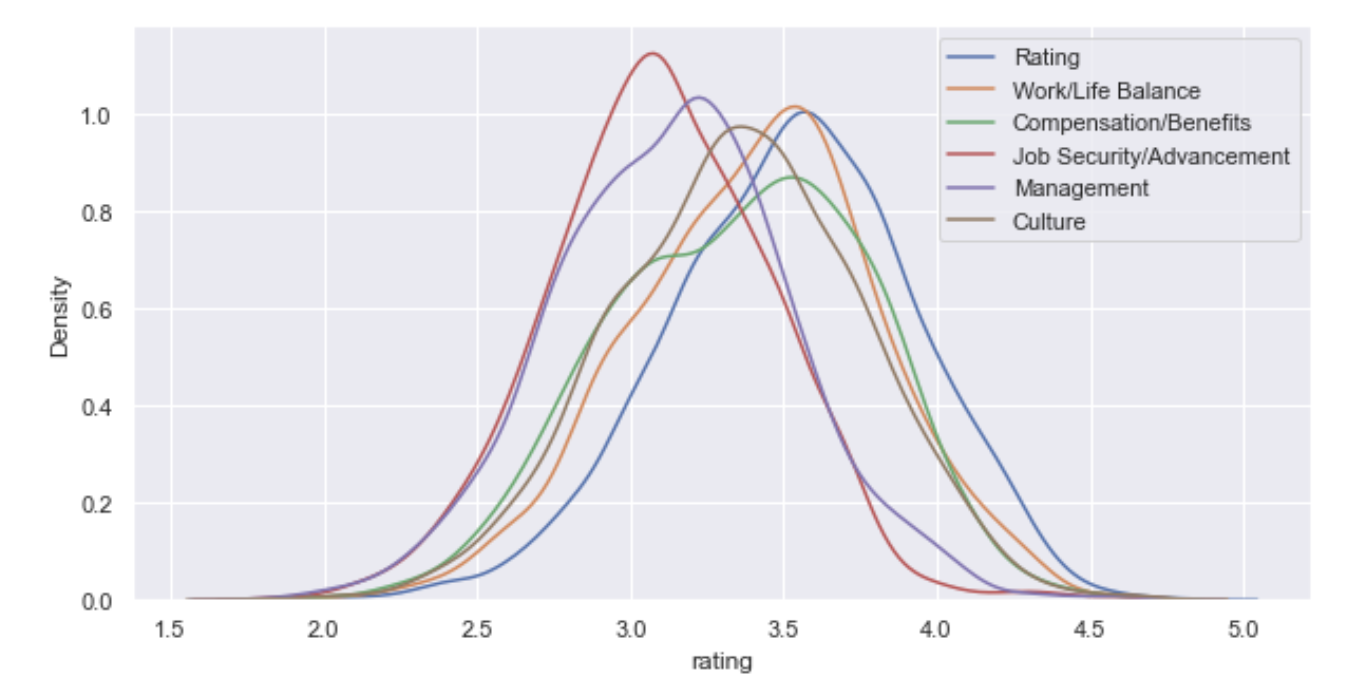 Rating
Work/Life Balance
Compensation/Benefits
Job Security/Advancement
Management
Culture
1.0
0.8
0.6
0.4
0.2
0.0
Density
1.5 2.0 2.5 3.0 3.5 4.0 4.5 5.0
rating